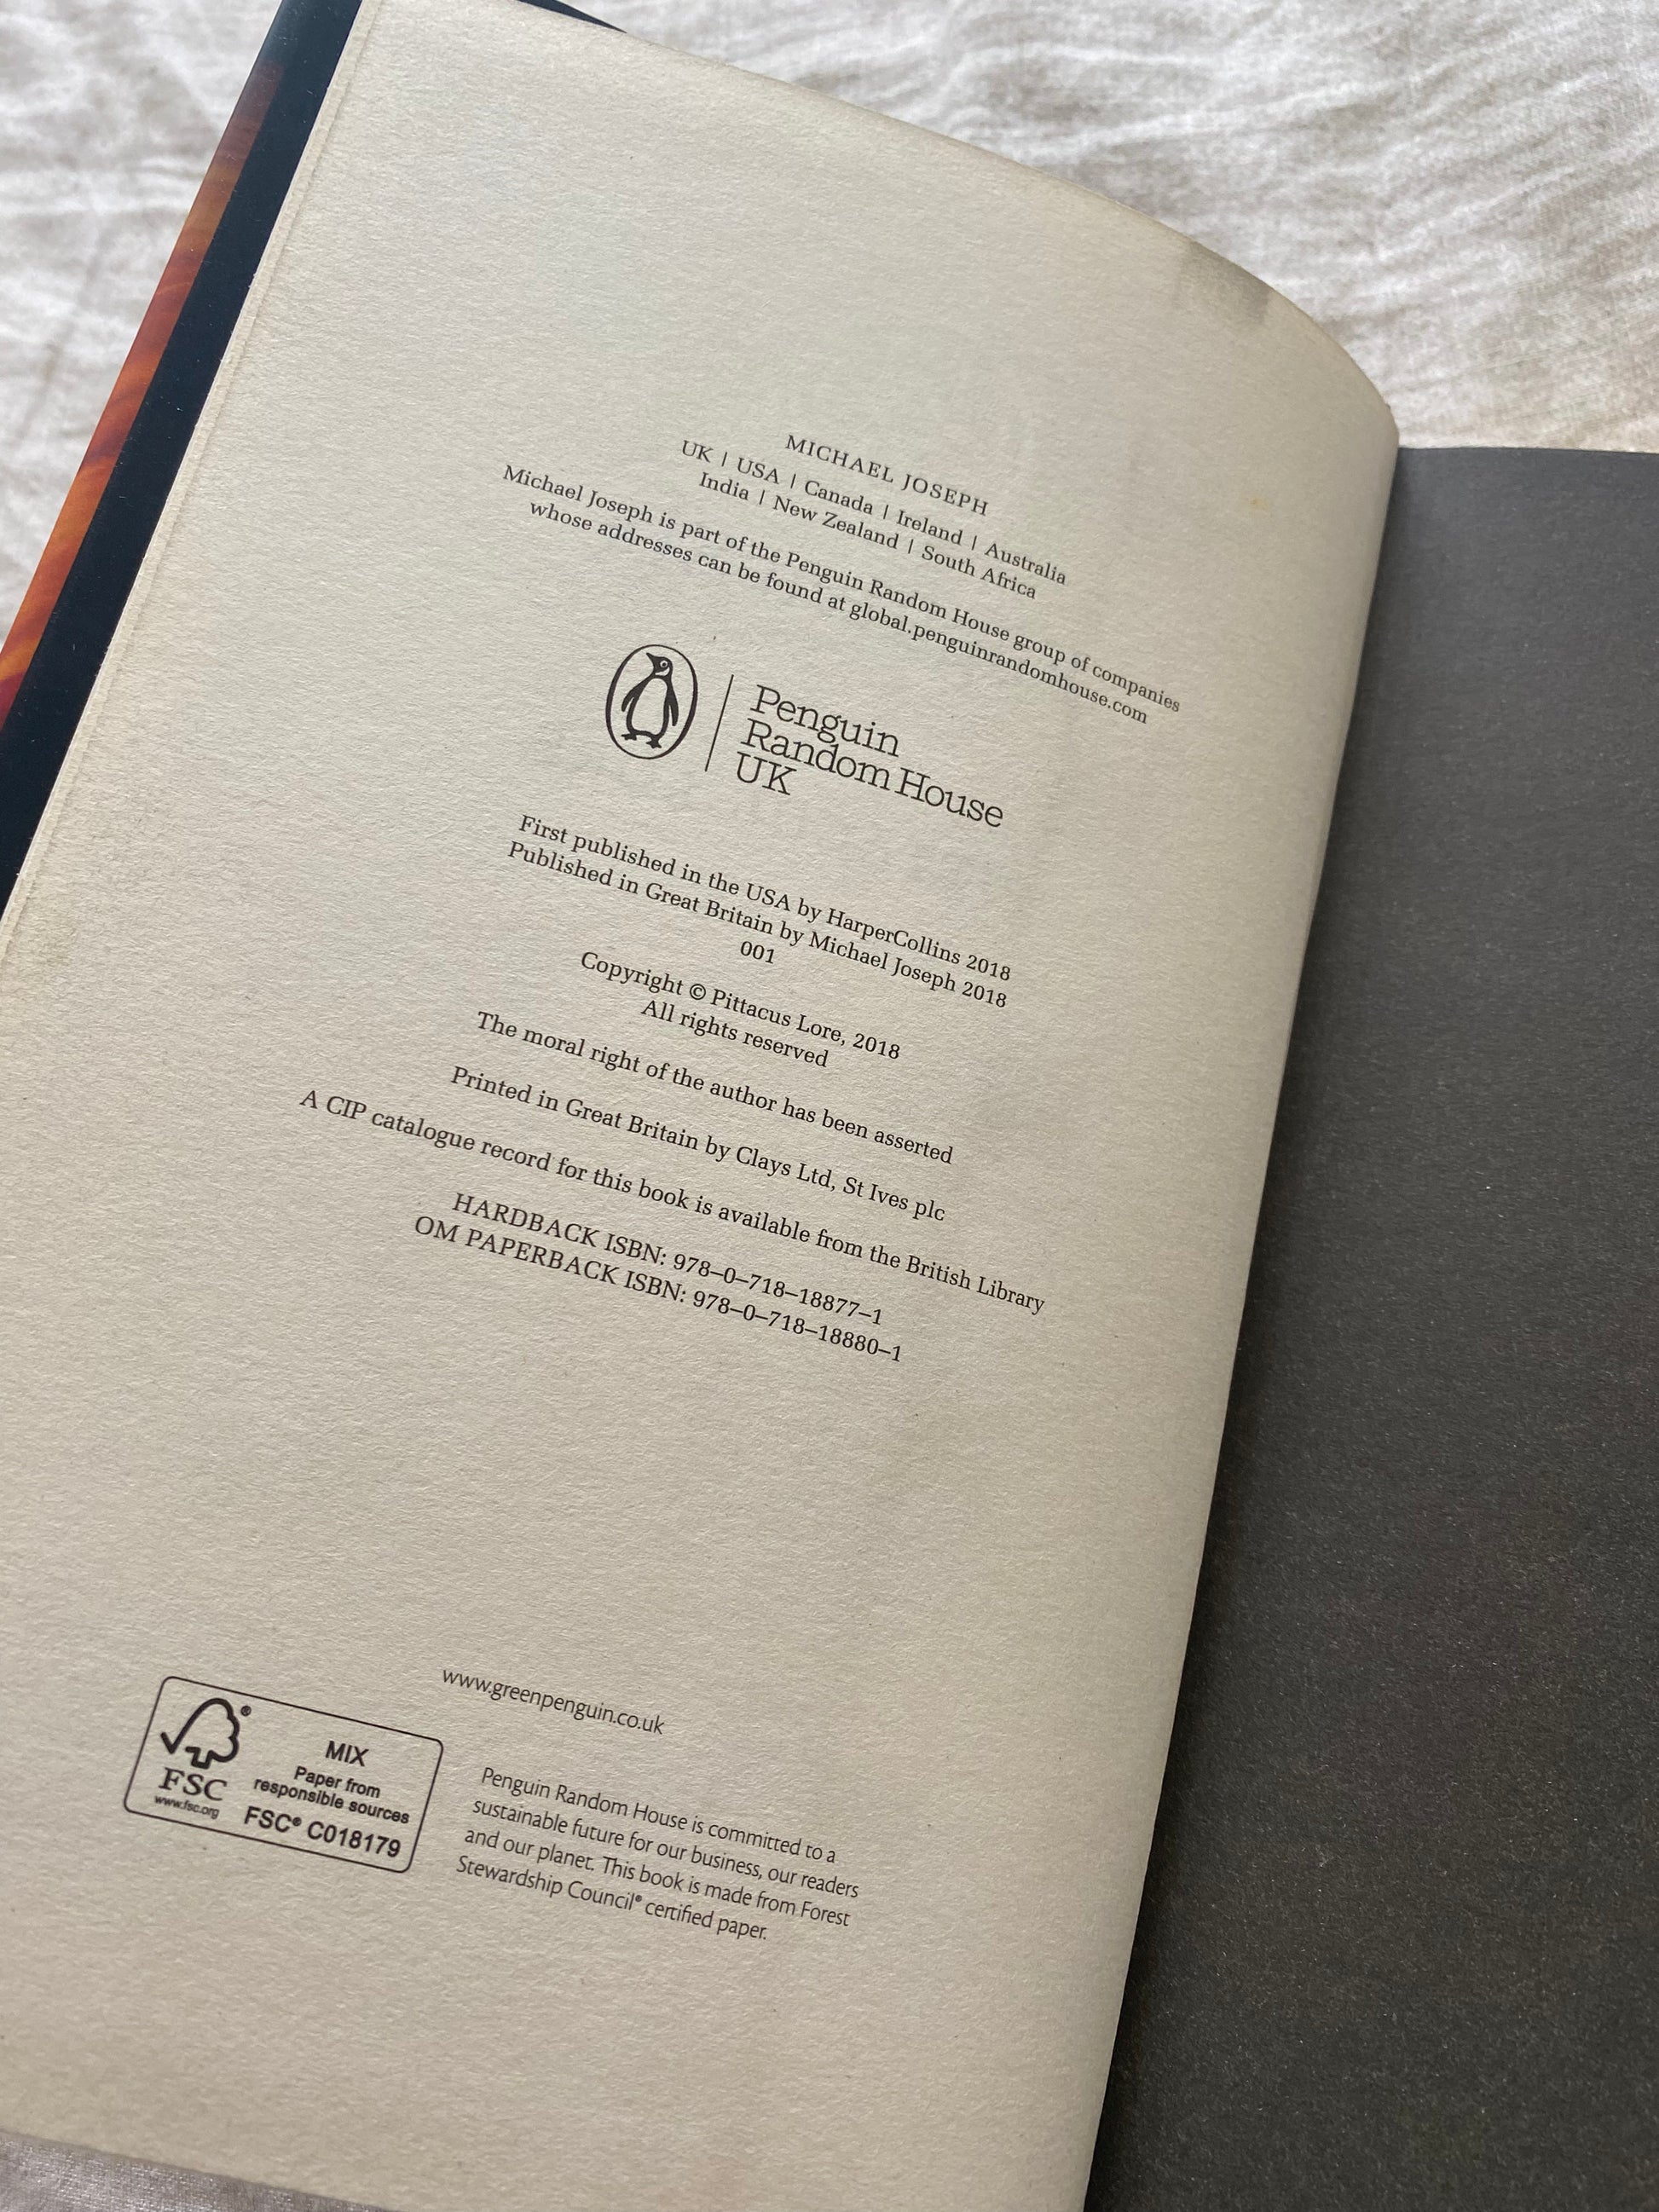 MICHAEL JOSEPH
UK | USA | Canada | Ireland | Australia
India | New Zealand | South Africa
Michael Joseph is part of the Penguin Random House group of companies
whose addresses can be found at global.penguinrandomhouse.com
Penguin
Random House
UK
First published in the USA by HarperCollins 2018
Published in Great Britain by Michael Joseph 2018
001
Copyright © Pittacus Lore, 2018
All rights reserved
The moral right of the author has been asserted
Printed in Great Britain by Clays Ltd, St Ives plc
A CIP catalogue record for this book is available from the British Library
HARDBACK ISBN: 978–0–718–18877–1
OM PAPERBACK ISBN: 978–0–718–18880–1
www.greenpenguin.co.uk
MIX
Paper from
responsible sources
FSC® C018179
®
FSC
www.fsc.org
Penguin Random House is committed to a
sustainable future for our business, our readers
and our planet. This book is made from Forest
Stewardship Council® certified paper.